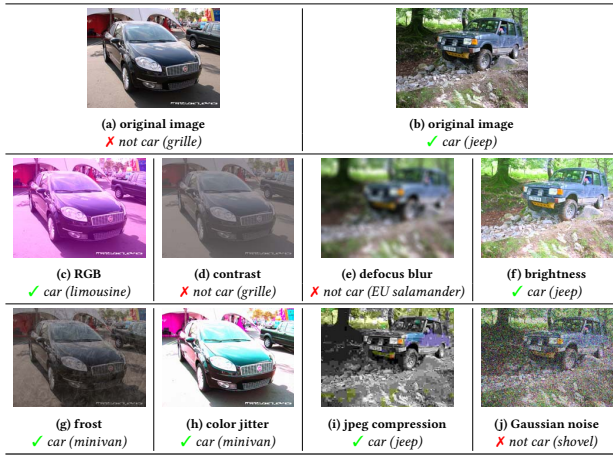 (a) original image
(b) original image
✗ not car (grille)
✓ car (jeep)
(c) RGB
(d) contrast
(e) defocus blur
(f) brightness
✓ car (limousine)
✗ not car (grille)
✗ not car (EU salamander)
✓ car (jeep)
(g) frost
(h) color jitter
(i) jpeg compression
(j) Gaussian noise
✓ car (minivan)
✓ car (minivan)
✓ car (jeep)
✗ not car (shovel)